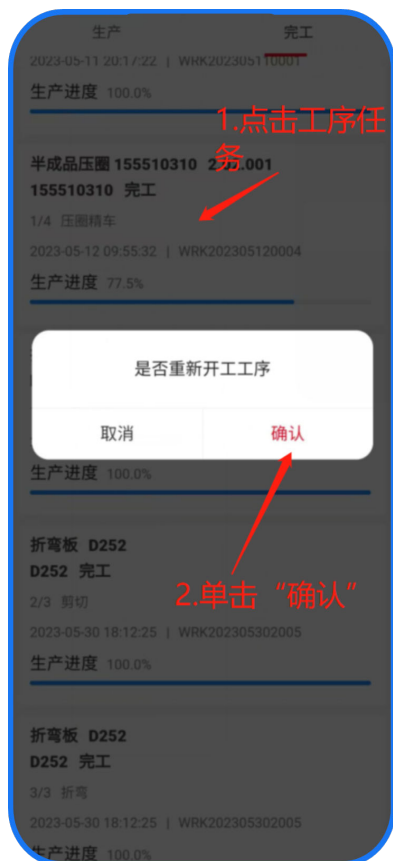 生产 完工
2023-05-11 20:17:22 | WRK202305110001
生产进度 100.0%
1.点击工序任
务
半成品压圈 155510310
155510310 完工
1/4 压圈精车
2023-05-12 09:55:32 | WRK202305120004
生产进度 77.5%
是否重新开工工序
取消 确认
生产进度 100.0%
折弯板 D252
D252 完工
2/3 剪切
2.单击“确认”
2023-05-30 18:12:25 | WRK202305302005
生产进度 100.0%
折弯板 D252
D252 完工
3/3 折弯
2023-05-30 18:12:25 | WRK202305302005
生产进度 100.0%